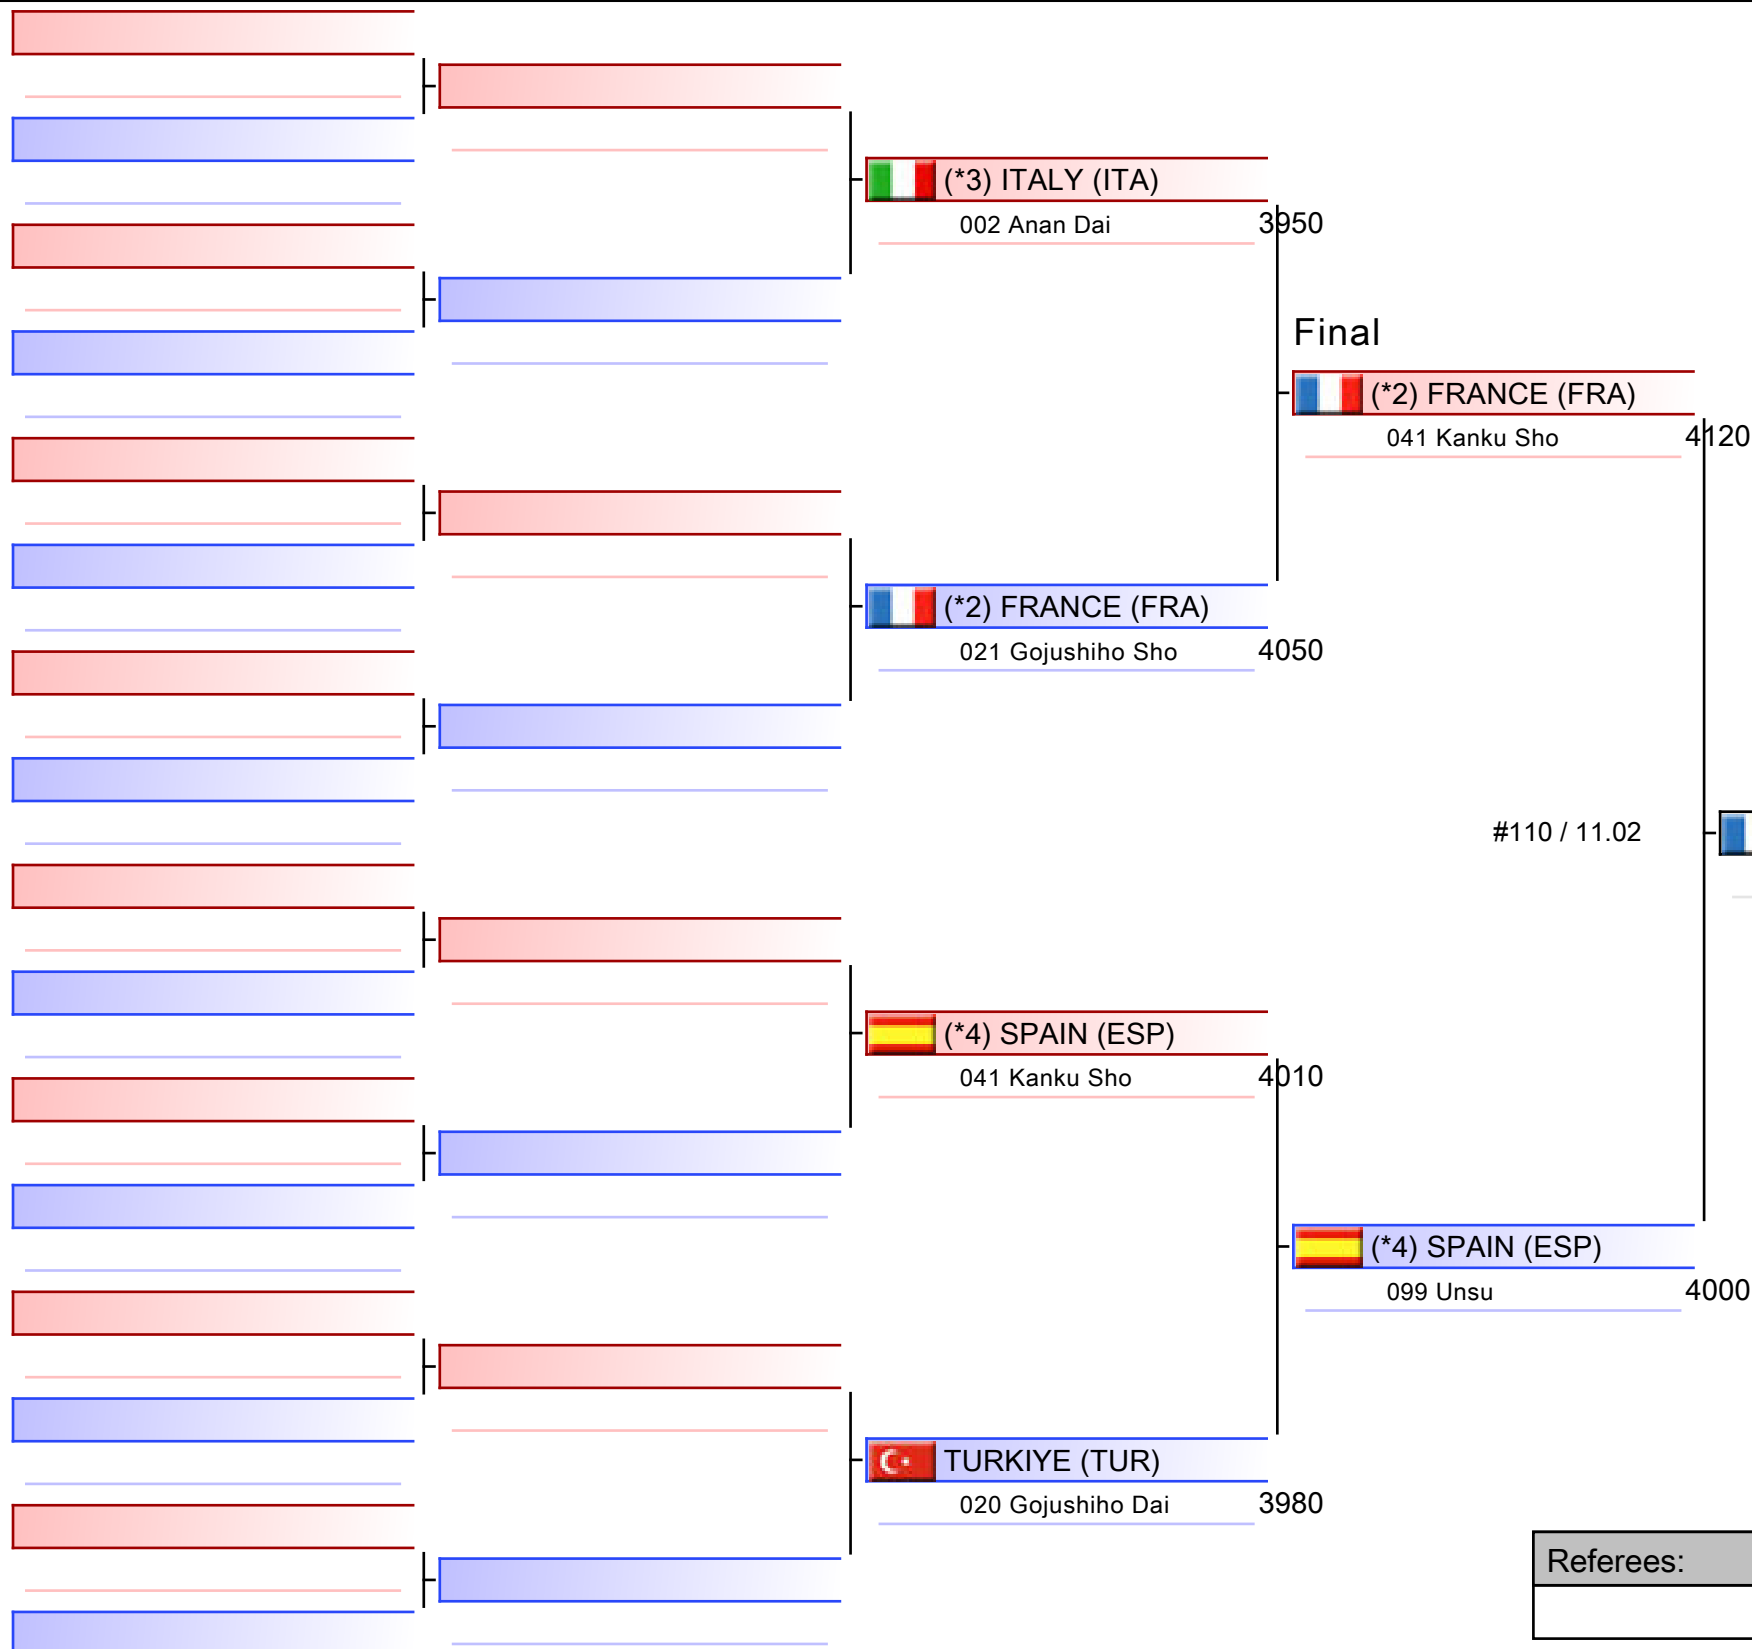 (*3) ITALY (ITA)
002 Anan Dai 3950
Final
(*2) FRANCE (FRA)
041 Kanku Sho 4120
(*2) FRANCE (FRA)
021 Gojushiho Sho 4050
#110 / 11.02
(*4) SPAIN (ESP)
041 Kanku Sho 4010
(*4) SPAIN (ESP)
099 Unsu 4000
TURKIYE (TUR)
020 Gojushiho Dai 3980
Referees: